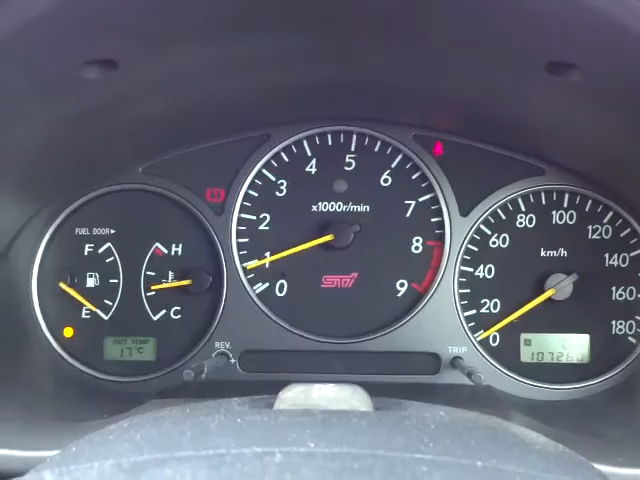 FUEL DOOR▶
F
E
H
C
OUT TEMP
17°C
REV.
+
0
1
2
3
4
5
6
7
8
9
x1000r/min
STi
0
20
40
60
80
100
120
140
160
180
km/h
A
TRIP